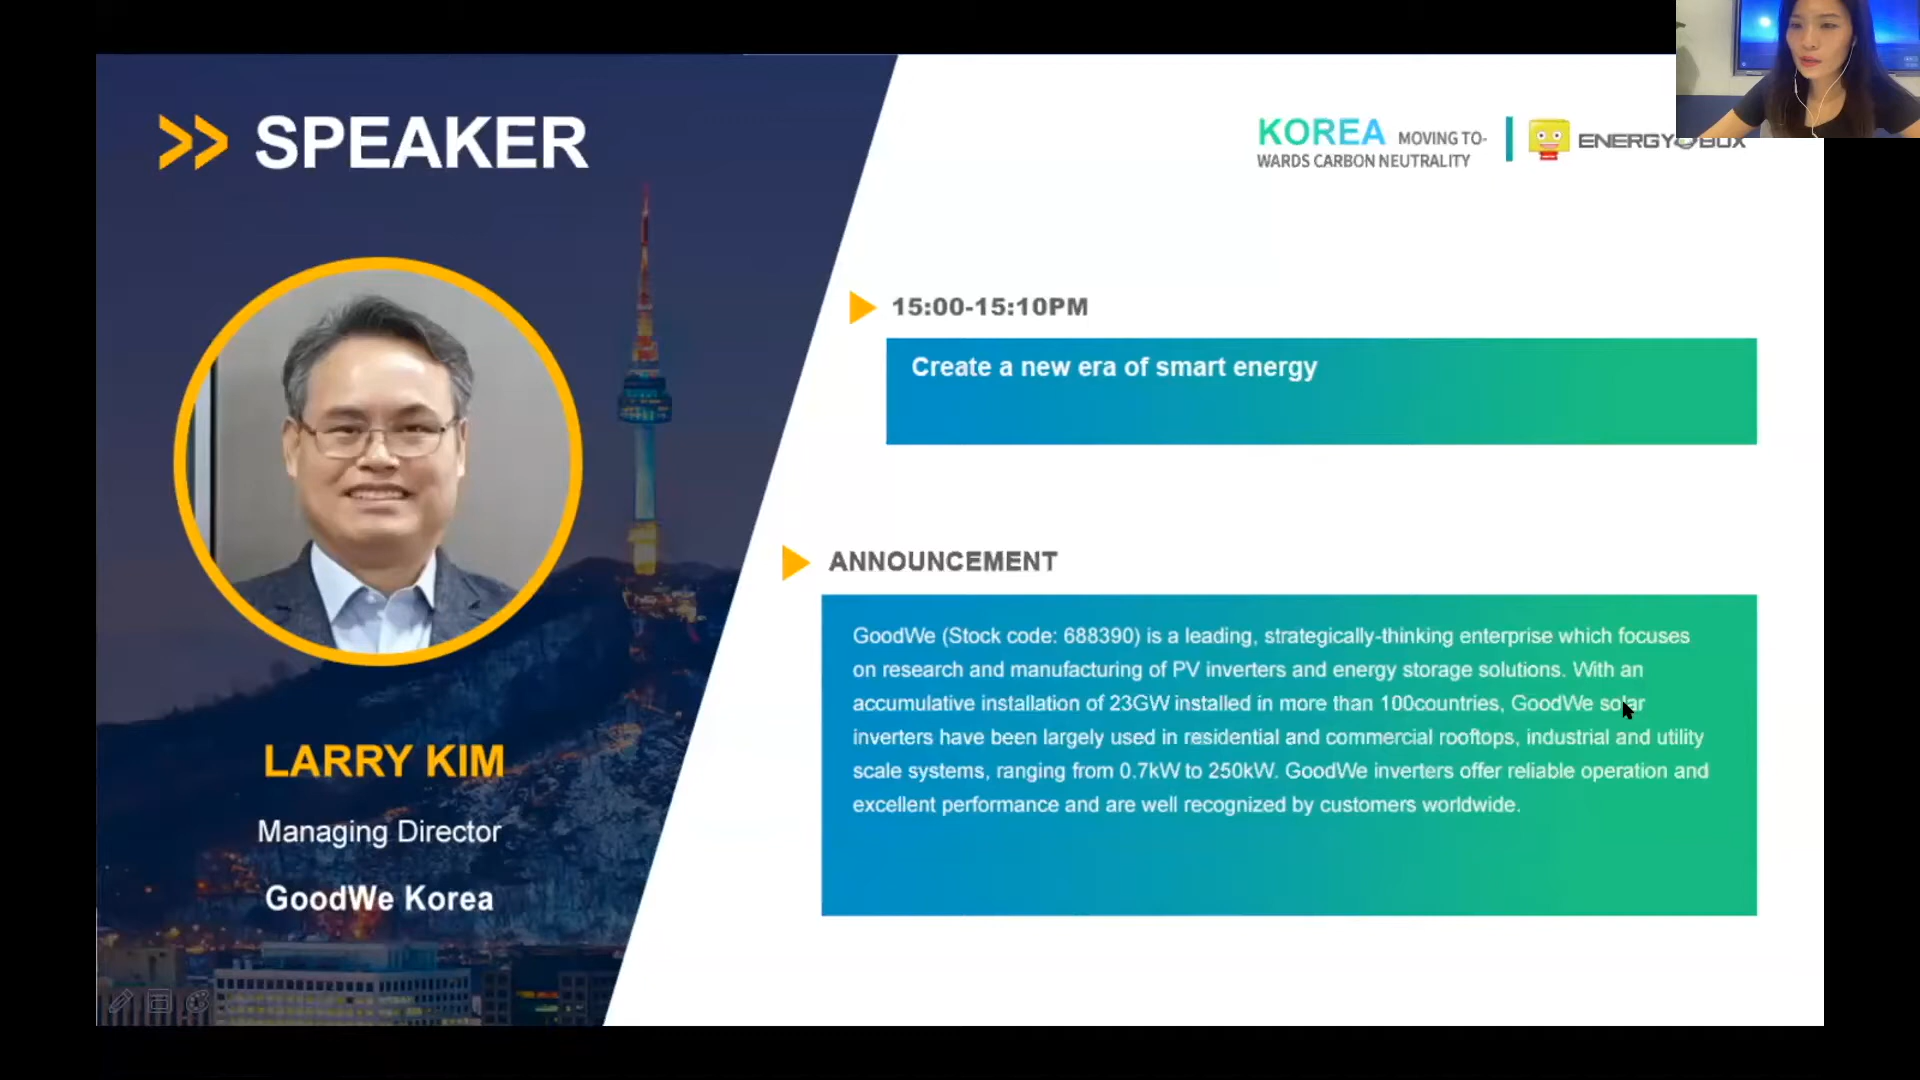 SPEAKER
KOREA MOVING TO-
WARDS CARBON NEUTRALITY
ENERGY BOX
15:00-15:10PM
Create a new era of smart energy
ANNOUNCEMENT
GoodWe (Stock code: 688390) is a leading, strategically-thinking enterprise which focuses
on research and manufacturing of PV inverters and energy storage solutions. With an
accumulative installation of 23GW installed in more than 100countries, GoodWe solar
inverters have been largely used in residential and commercial rooftops, industrial and utility
scale systems, ranging from 0.7kW to 250kW. GoodWe inverters offer reliable operation and
excellent performance and are well recognized by customers worldwide.
LARRY KIM
Managing Director
GoodWe Korea